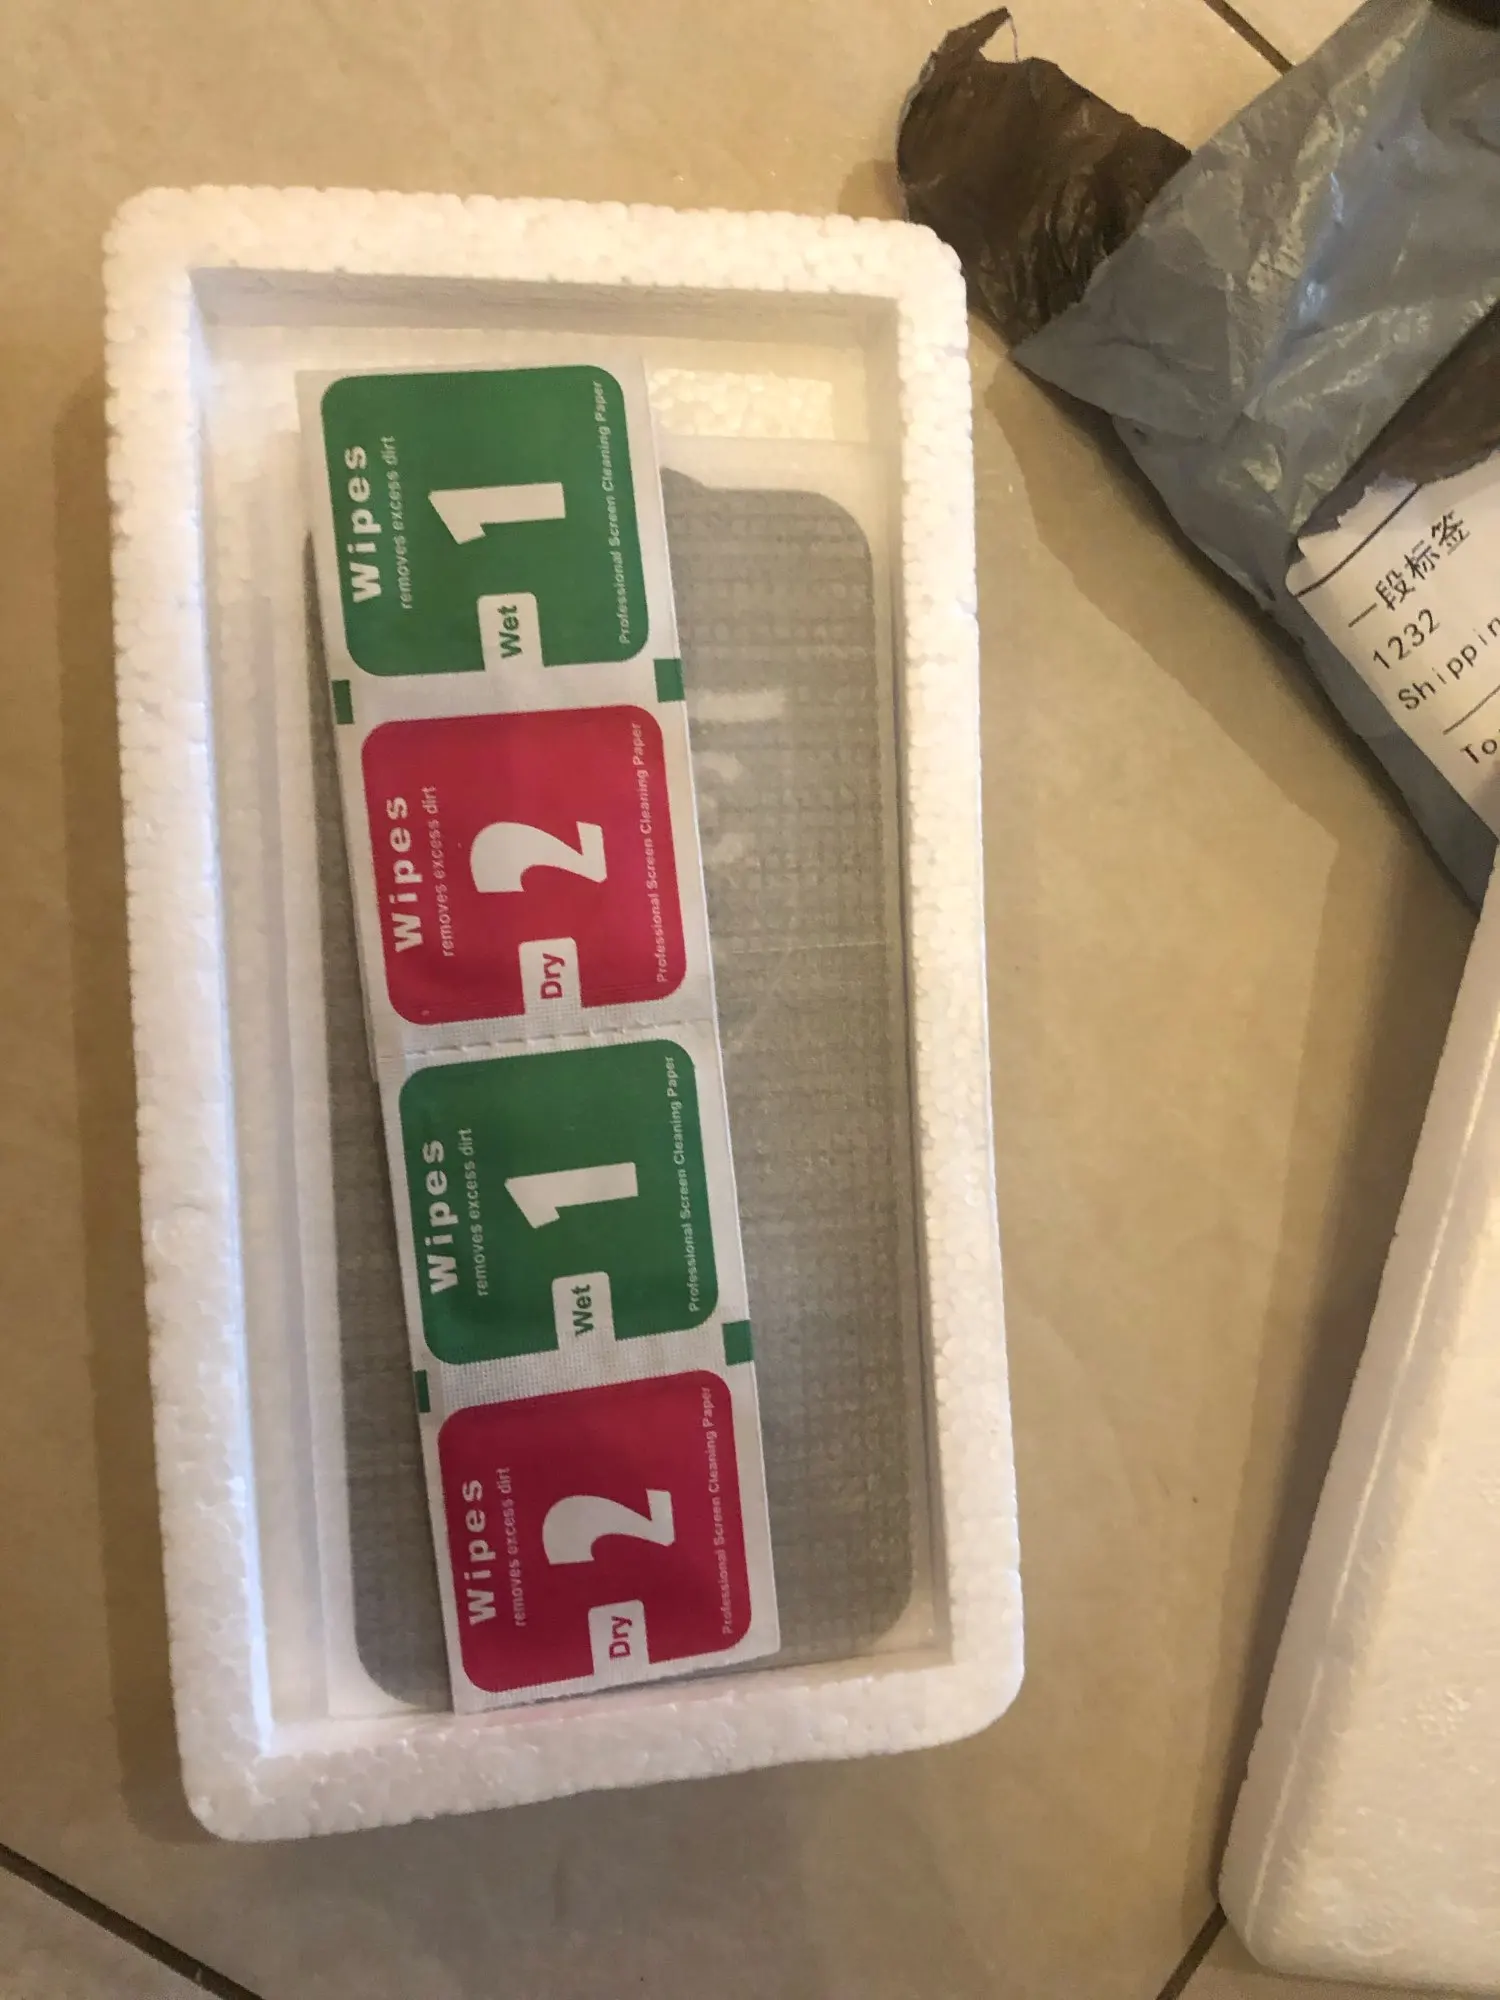 Wipes
removes excess dirt
1
Wet
Professional Screen Cleaning Paper
Wipes
removes excess dirt
2
Dry
Professional Screen Cleaning Paper
Wipes
removes excess dirt
1
Wet
Professional Screen Cleaning Paper
Wipes
removes excess dirt
2
Dry
Professional Screen Cleaning Paper
一段标签
1232
Shippin
To